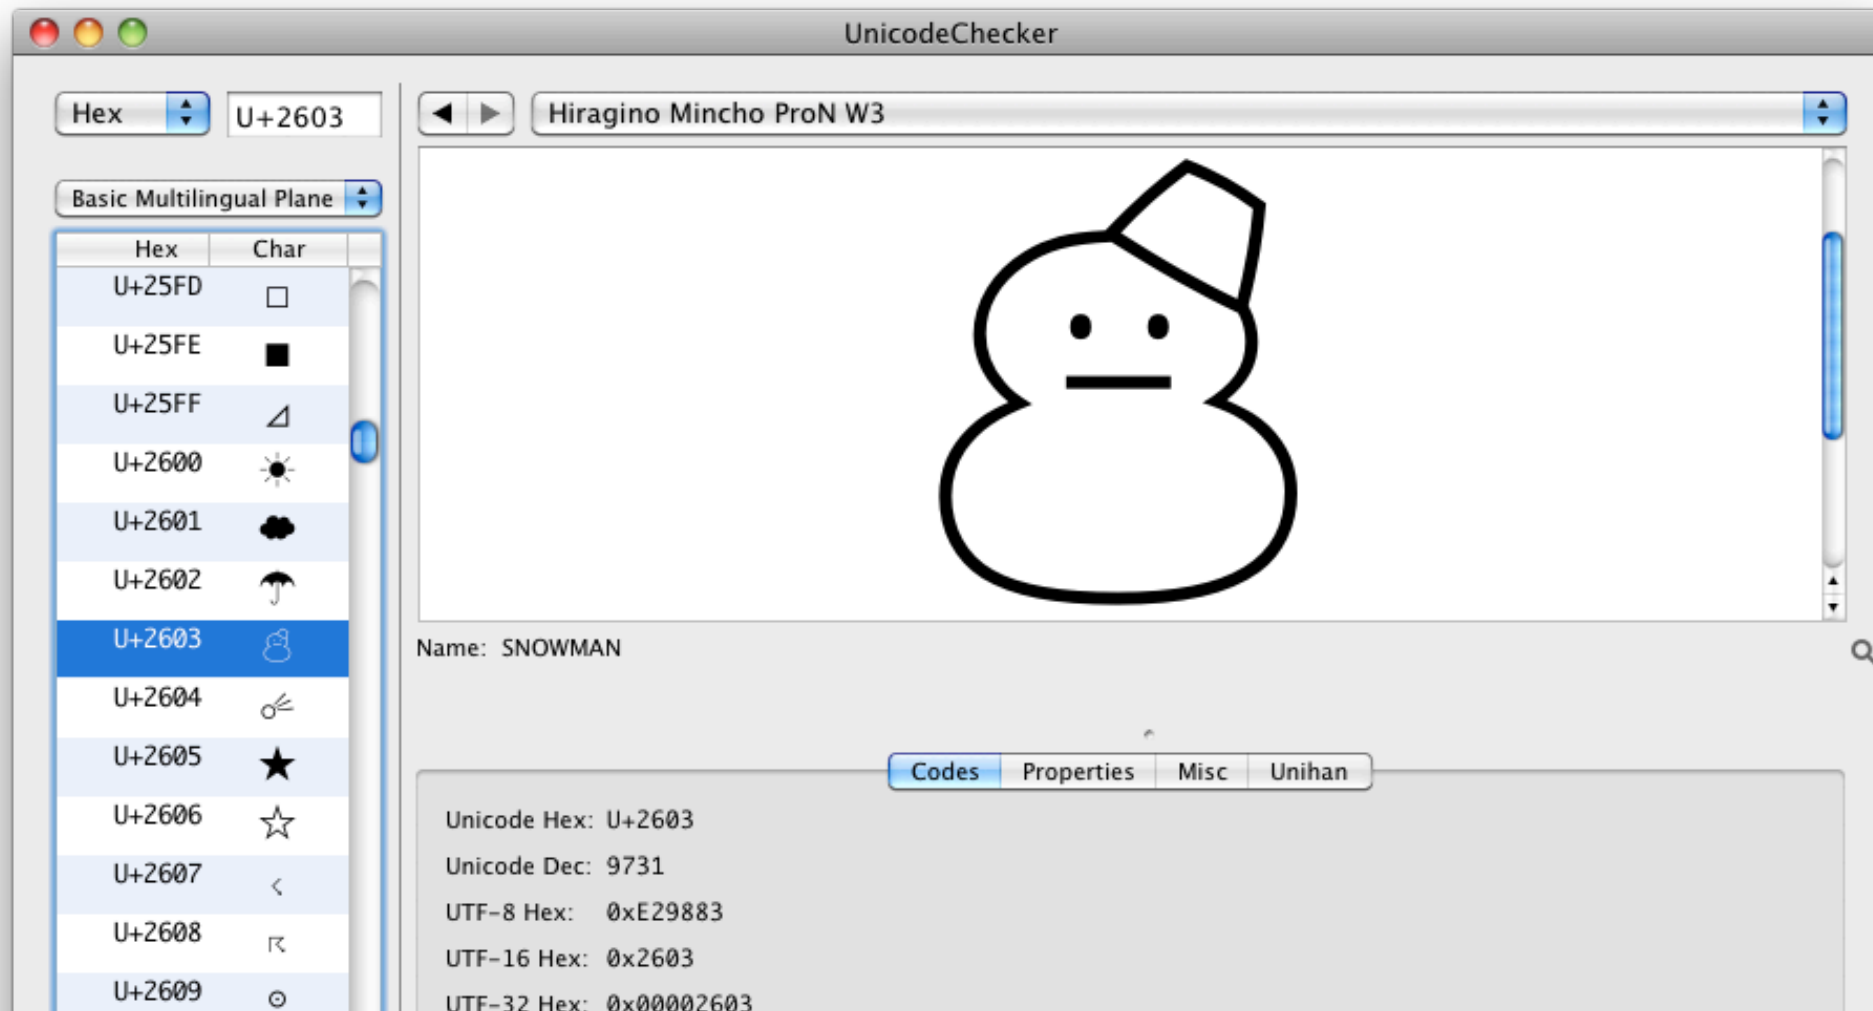 UnicodeChecker
Hex
U+2603
Hiragino Mincho ProN W3
Basic Multilingual Plane
Hex Char
U+25FD ◽
U+25FE ◾
U+25FF ◿
U+2600 ☀
U+2601 ☁
U+2602 ☂
U+2603 ☃
U+2604 ☄
U+2605 ★
U+2606 ☆
U+2607 ☇
U+2608 ☈
U+2609 ☉
☃
Name: SNOWMAN
Codes Properties Misc Unihan
Unicode Hex: U+2603
Unicode Dec: 9731
UTF-8 Hex: 0xE29883
UTF-16 Hex: 0x2603
UTF-32 Hex: 0x00002603